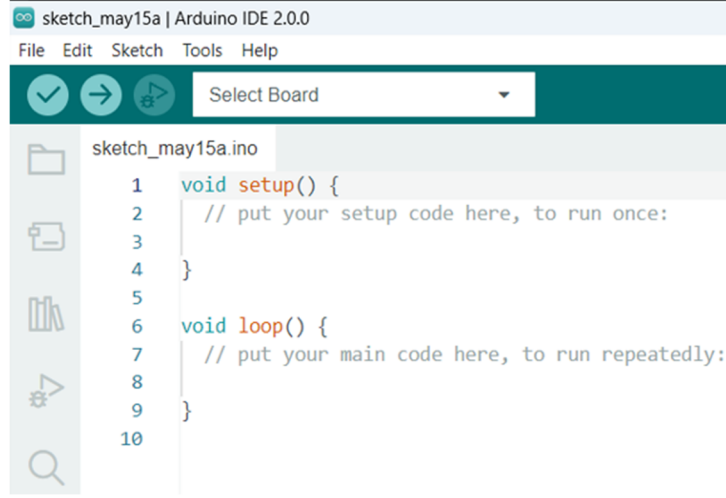 sketch_may15a | Arduino IDE 2.0.0
File Edit Sketch Tools Help
Select Board
sketch_may15a.ino
1 void setup() {
2 // put your setup code here, to run once:
3
4 }
5
6 void loop() {
7 // put your main code here, to run repeatedly:
8
9 }
10